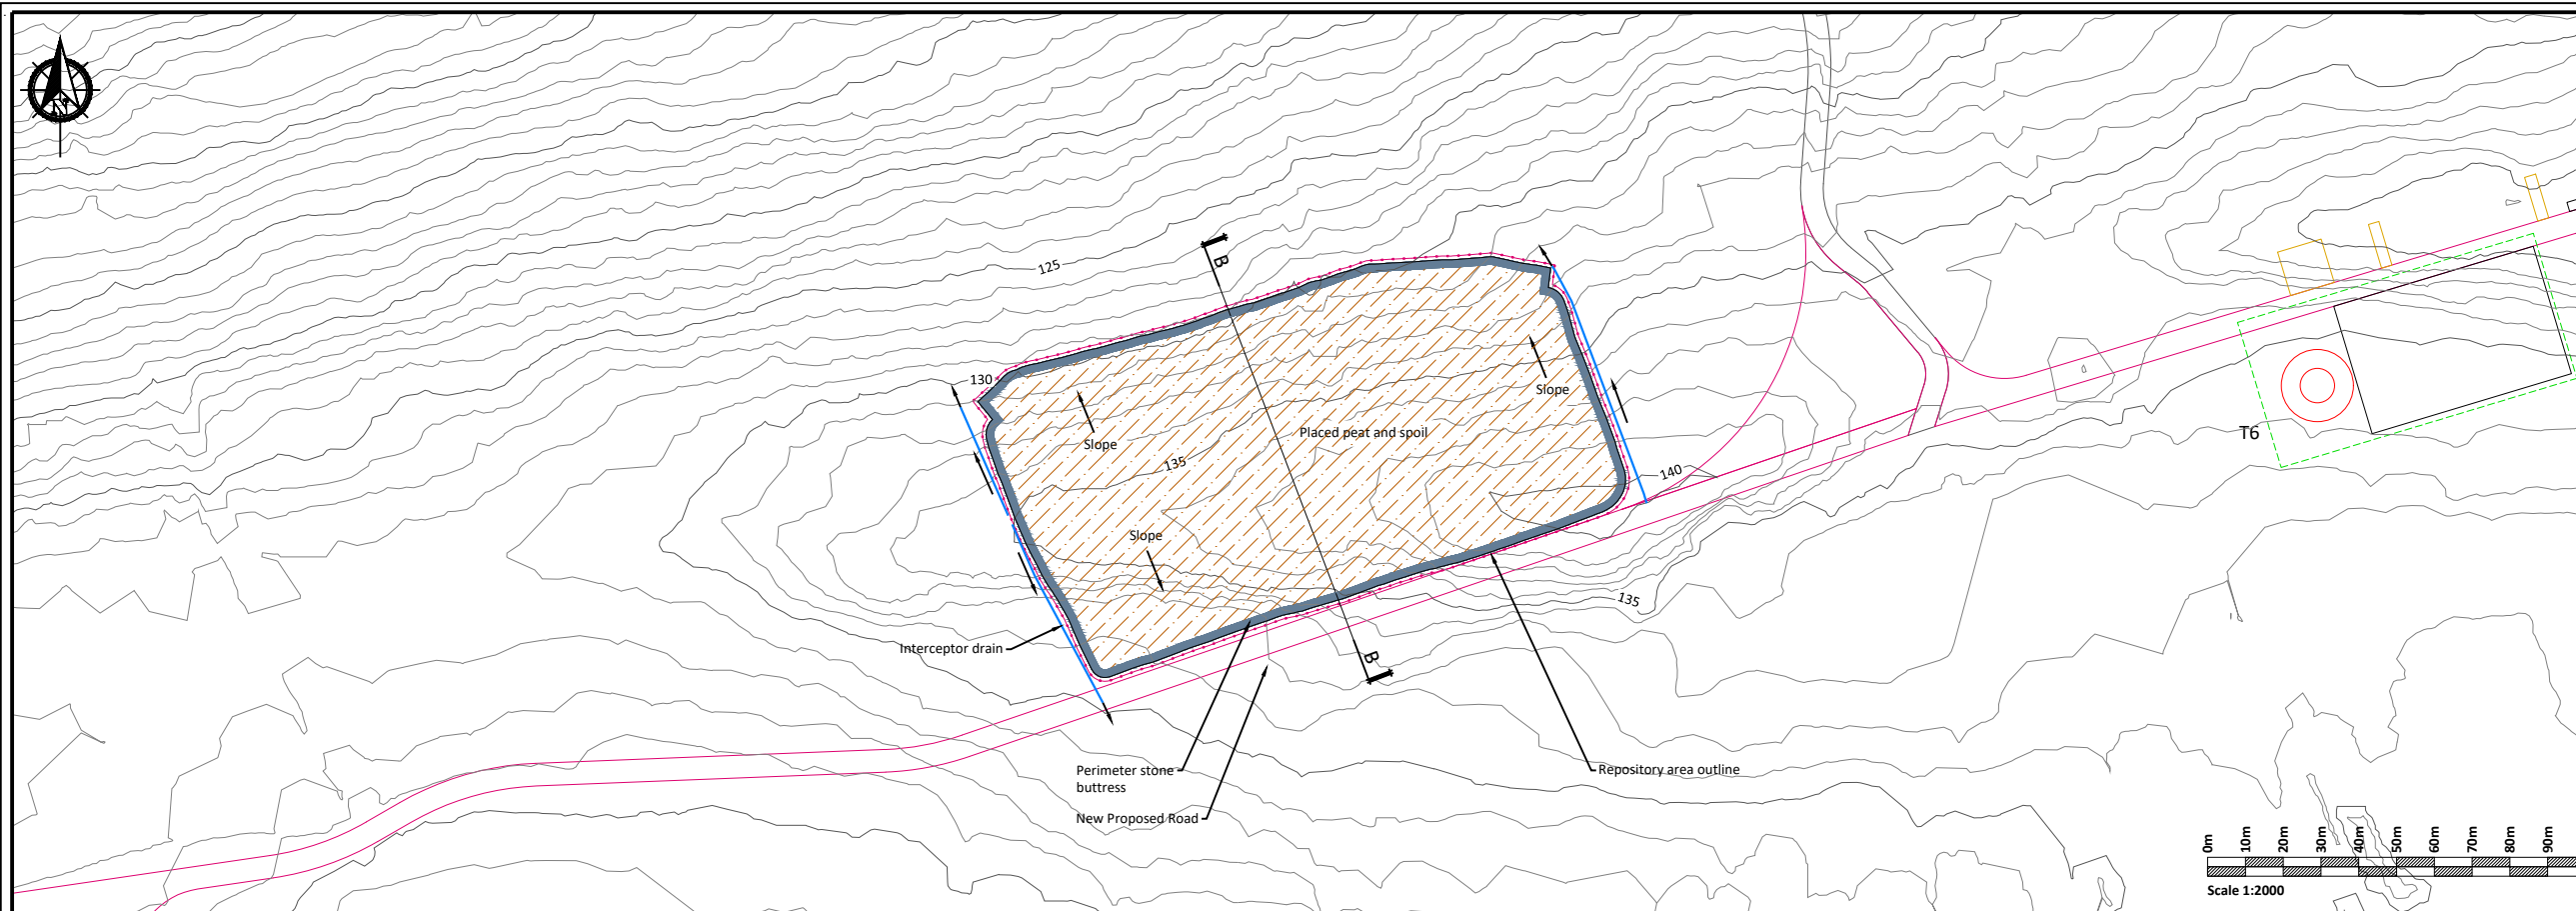 125
B
130
Slope
Slope
Placed peat and spoil
135
140
T6
Slope
135
Interceptor drain
B
Perimeter stone
buttress
Repository area outline
New Proposed Road
0m
10m
20m
30m
40m
50m
60m
70m
80m
90m
Scale 1:2000